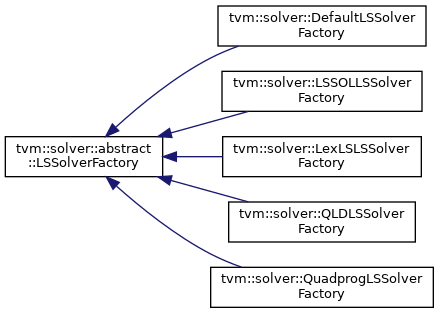 tvm::solver::DefaultLSSolver
Factory
tvm::solver::LSSOLLSSolver
Factory
tvm::solver::abstract
::LSSolverFactory
tvm::solver::LexLSLSSolver
Factory
tvm::solver::QLDLSSolver
Factory
tvm::solver::QuadprogLSSolver
Factory